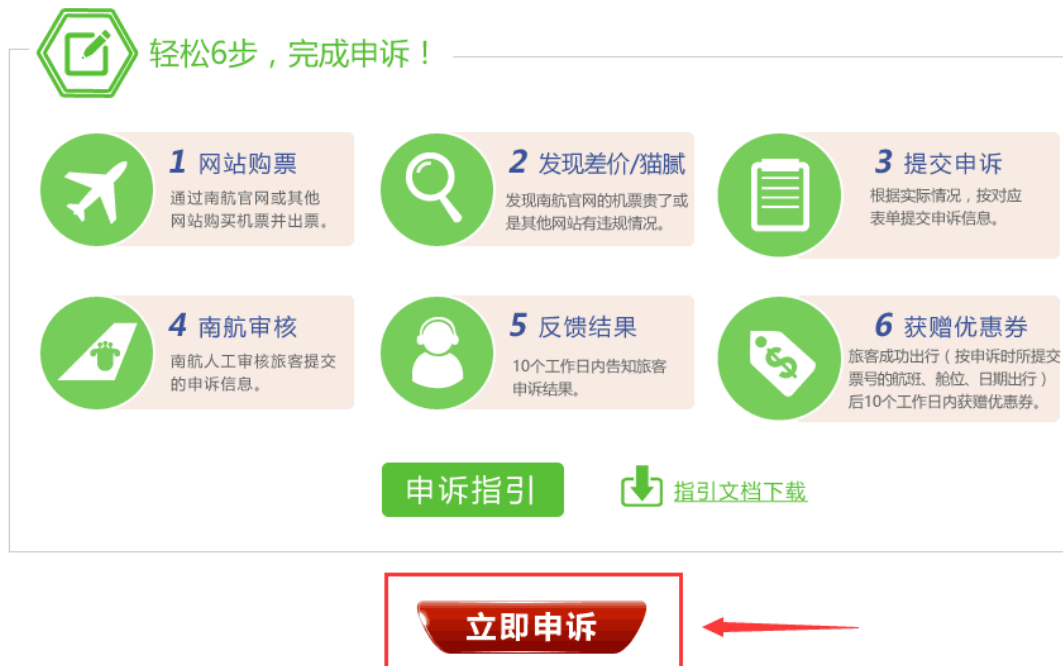 轻松6步，完成申诉！
1 网站购票
通过南航官网或其他
网站购买机票并出票。
2 发现差价/猫腻
发现南航官网的机票贵了或
是其他网站有违规情况。
3 提交申诉
根据实际情况，按对应
表单提交申诉信息。
4 南航审核
南航人工审核旅客提交
的申诉信息。
5 反馈结果
10个工作日内告知旅客
申诉结果。
6 获赠优惠券
旅客成功出行（按申诉时所提交
票号的航班、舱位、日期出行）
后10个工作日内获赠优惠券。
申诉指引
指引文档下载
立即申诉